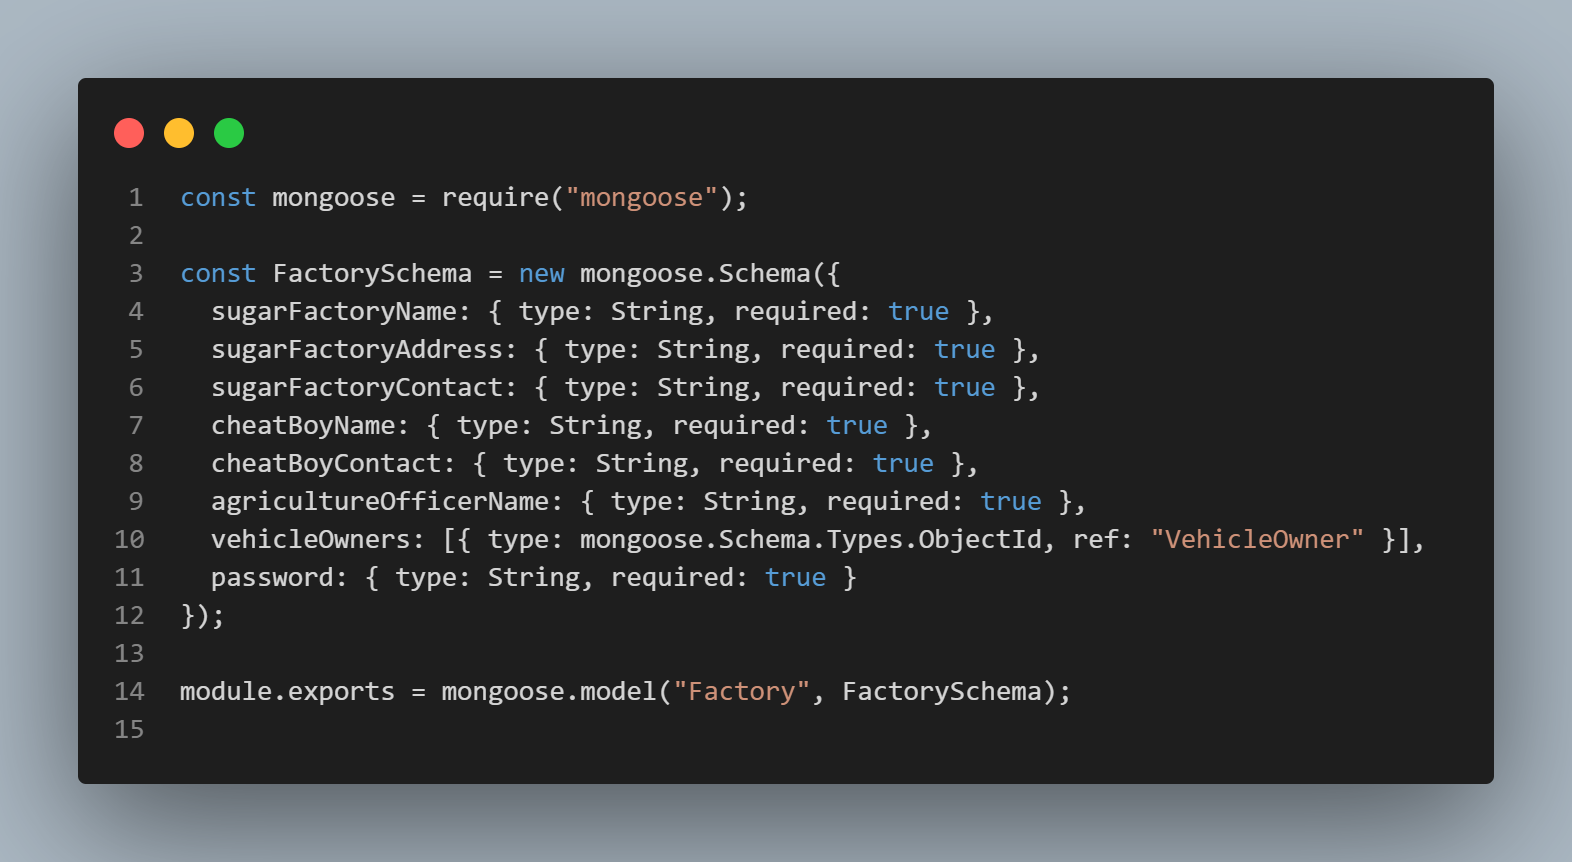 1 const mongoose = require("mongoose");
2
3 const FactorySchema = new mongoose.Schema({
4   sugarFactoryName: { type: String, required: true },
5   sugarFactoryAddress: { type: String, required: true },
6   sugarFactoryContact: { type: String, required: true },
7   cheatBoyName: { type: String, required: true },
8   cheatBoyContact: { type: String, required: true },
9   agricultureOfficerName: { type: String, required: true },
10   vehicleOwners: [{ type: mongoose.Schema.Types.ObjectId, ref: "VehicleOwner" }],
11   password: { type: String, required: true }
12 });
13
14 module.exports = mongoose.model("Factory", FactorySchema);
15